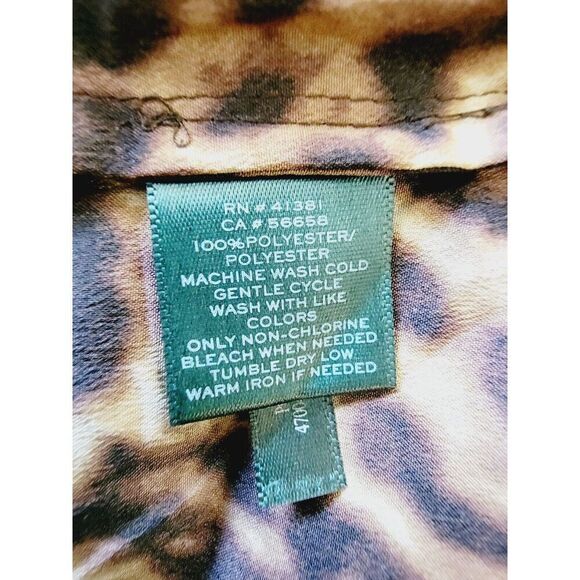 RN # 41381
CA # 56658
100%POLYESTER/
POLYESTER
MACHINE WASH COLD
GENTLE CYCLE
WASH WITH LIKE
COLORS
ONLY NON-CHLORINE
BLEACH WHEN NEEDED
TUMBLE DRY LOW
WARM IRON IF NEEDED